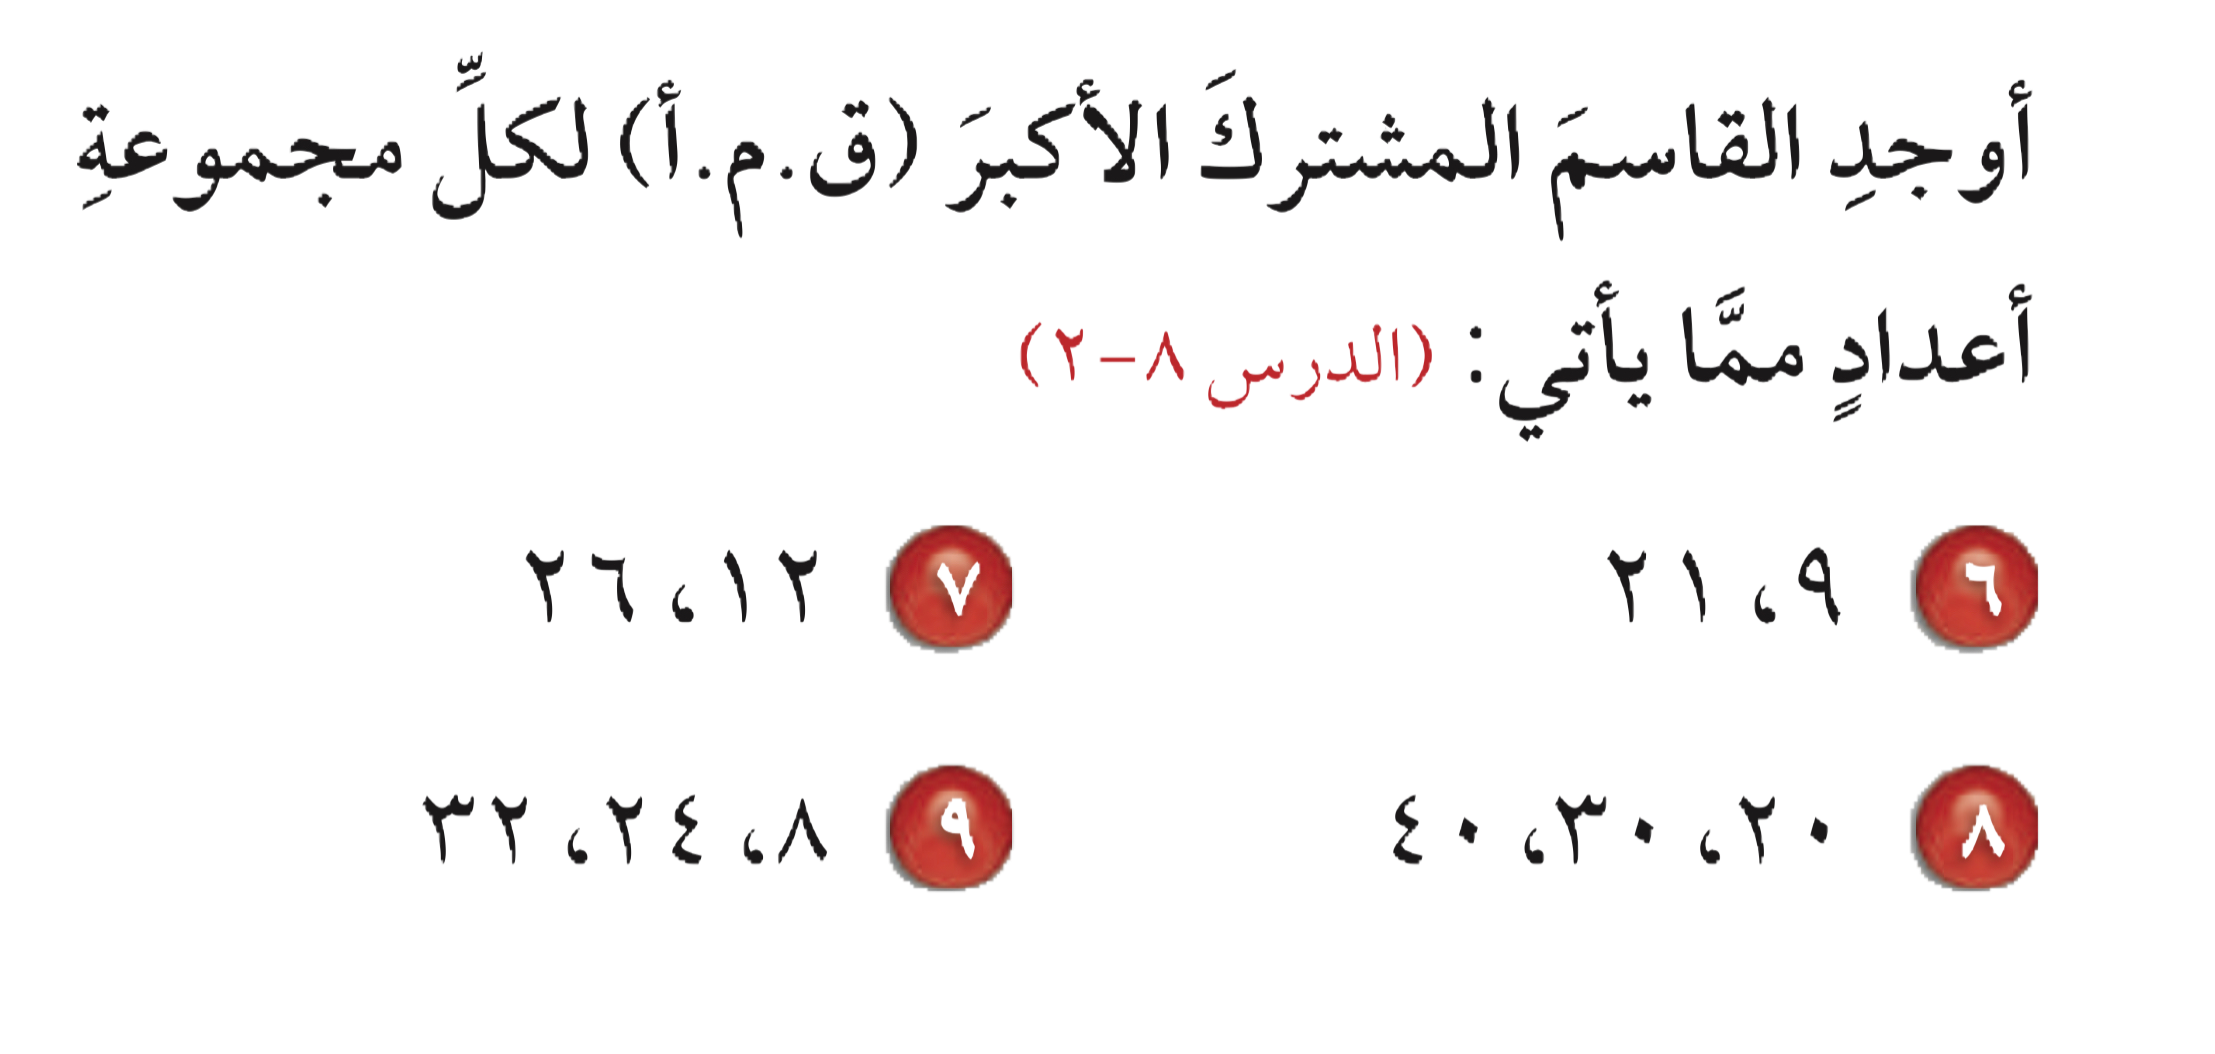 أوجدِ القاسمَ المشتركَ الأكبرَ (ق.م.أ) لكلِّ مجموعةِ
أعدادٍ ممَّا يأتي: (الدرس ٨-٢)
٦ ٩، ٢١
٧ ١٢، ٢٦
٨ ٢٠، ٣٠، ٤٠
٩ ٨، ٢٤، ٣٢